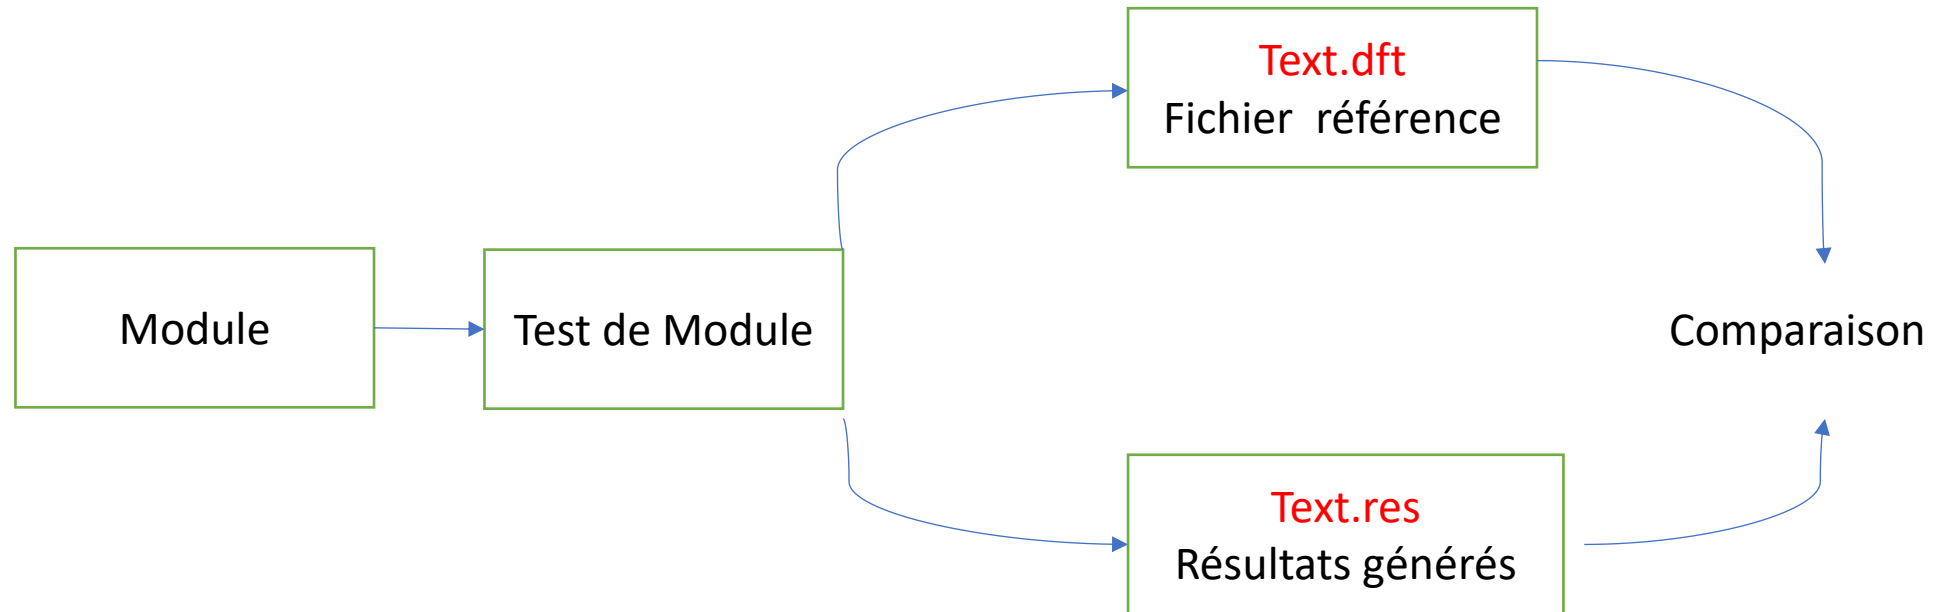 Text.dft
Fichier  référence
Module
Test de Module
Comparaison
Text.res
Résultats générés